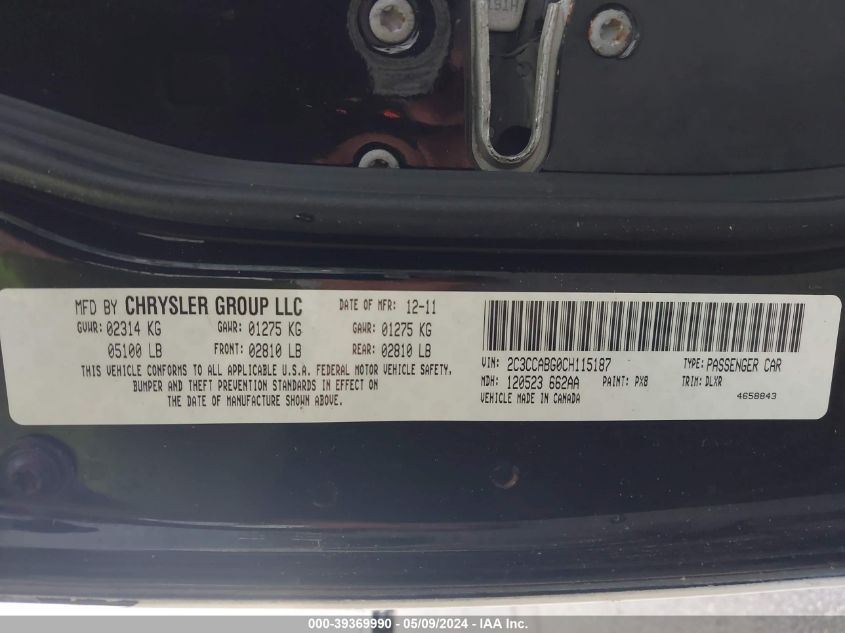 MFD BY CHRYSLER GROUP LLC DATE OF MFR: 12-11
GVWR: 02314 KG GAWR: 01275 KG GAWR: 01275 KG
05100 LB FRONT: 02810 LB REAR: 02810 LB
THIS VEHICLE CONFORMS TO ALL APPLICABLE U.S.A. FEDERAL MOTOR VEHICLE SAFETY,
BUMPER AND THEFT PREVENTION STANDARDS IN EFFECT ON
THE DATE OF MANUFACTURE SHOWN ABOVE.
VIN: 2C3CCABG0CH115187 TYPE: PASSENGER CAR
MDH: 120523 662AA PAINT: PX8 TRIM: DLXR
VEHICLE MADE IN CANADA 4658843
000-39369990 - 05/09/2024 - IAA Inc.